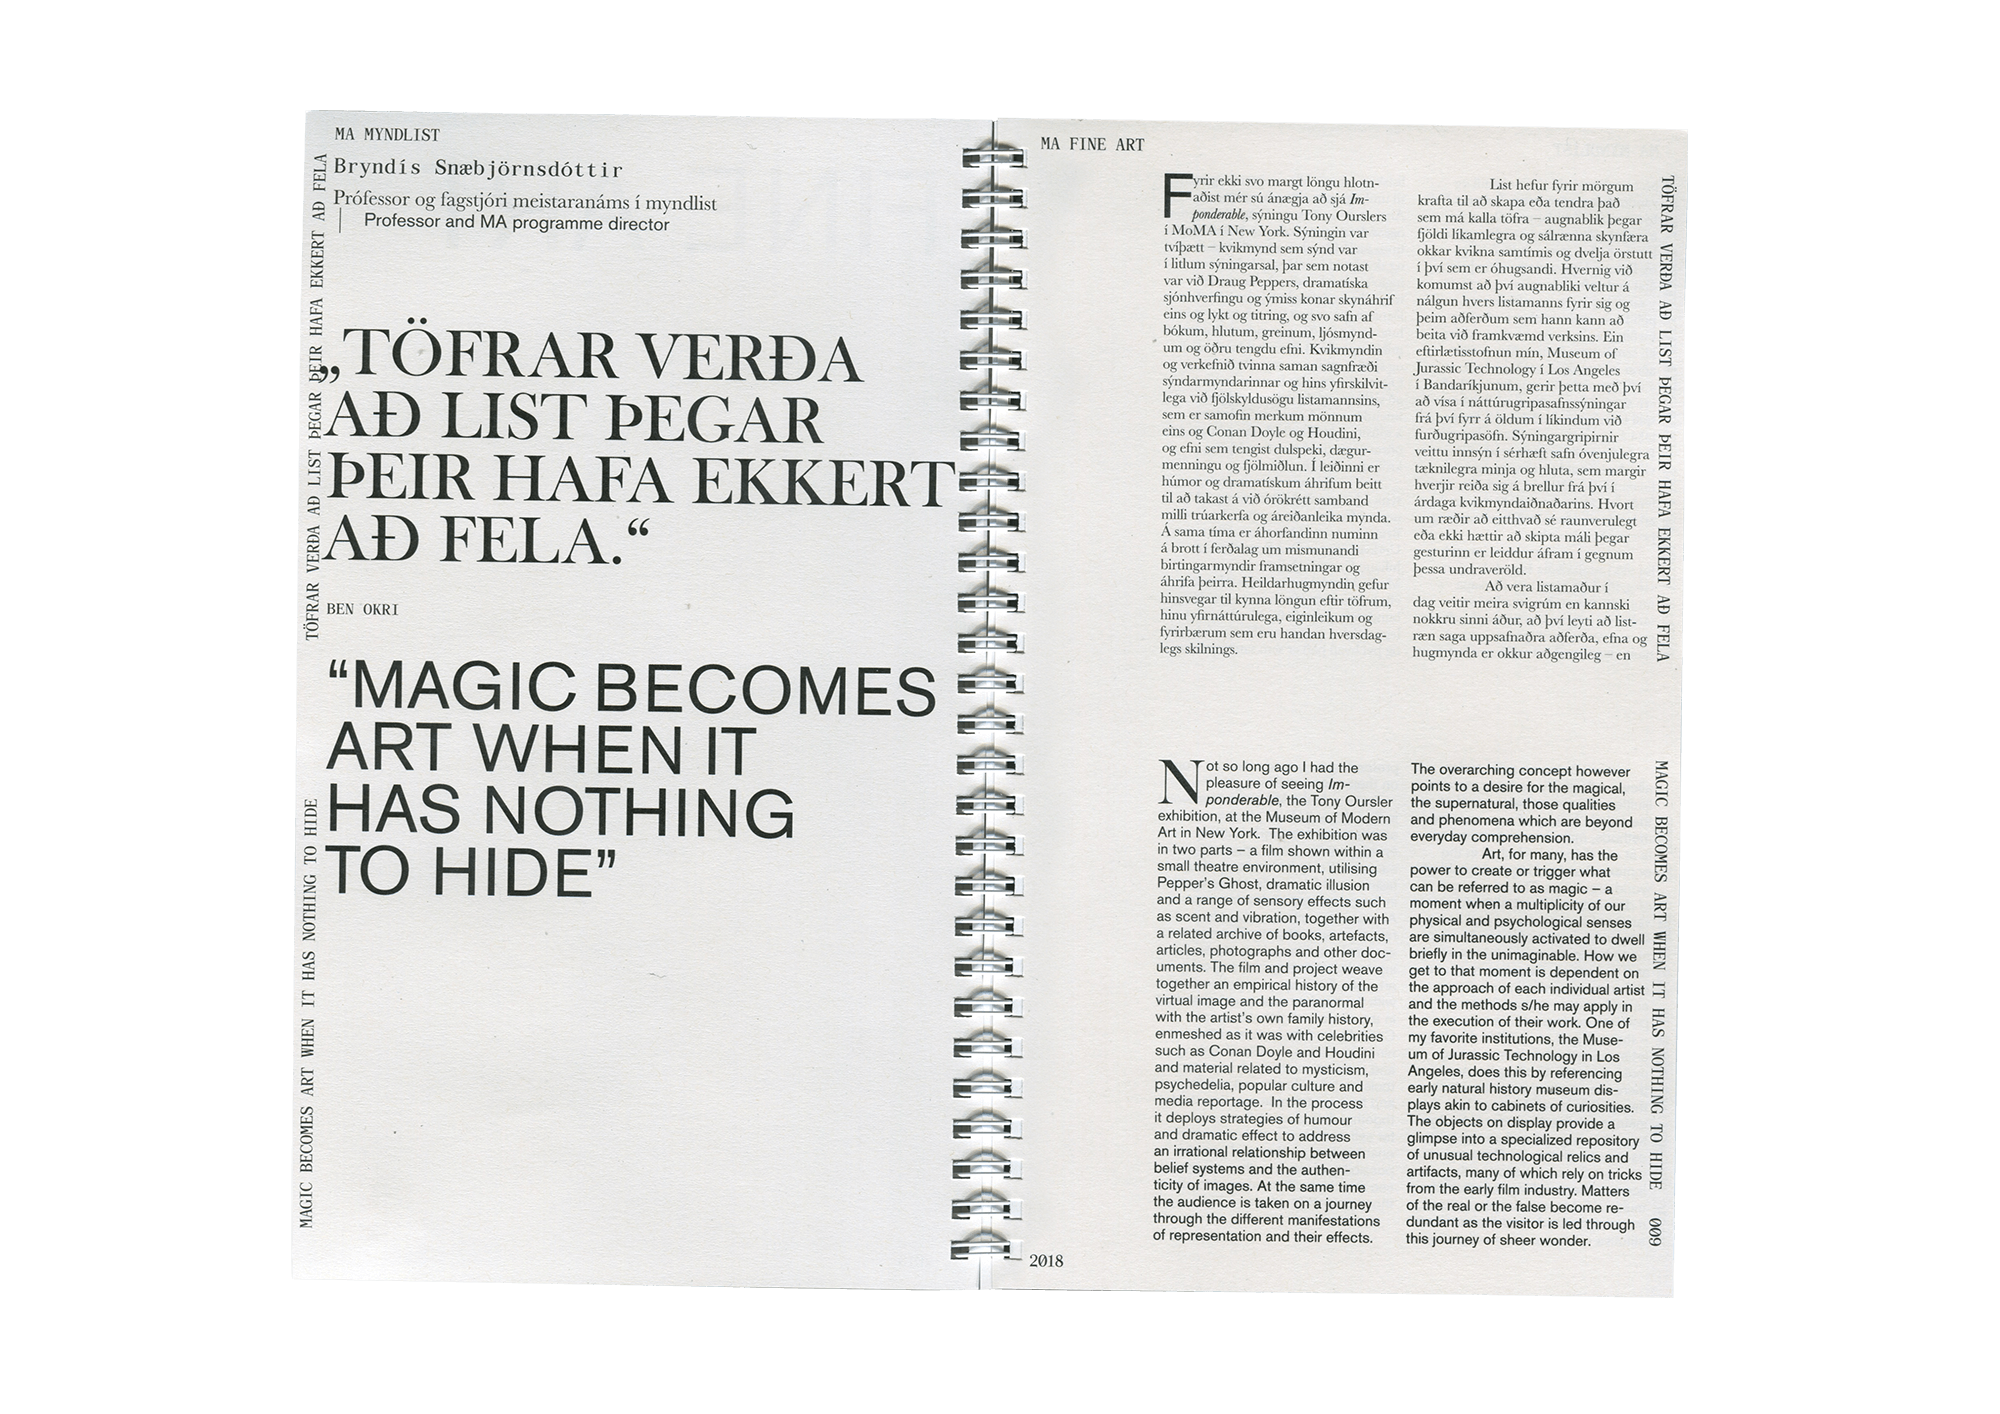 MA MYNDLIST
Bryndís Snæbjörnsdóttir
Prófessor og fagstjóri meistaranáms í myndlist
Professor and MA programme director
TÖFRAR VERÐA AÐ LIST ÞEGAR ÞEIR HAFA EKKERT AÐ FELA
„TÖFRAR VERÐA
AÐ LIST ÞEGAR
ÞEIR HAFA EKKERT
AÐ FELA.“
BEN OKRI
“MAGIC BECOMES
ART WHEN IT
HAS NOTHING
TO HIDE”
MAGIC BECOMES ART WHEN IT HAS NOTHING TO HIDE
MA FINE ART
Fyrir ekki svo margt löngu hlotn-
aðist mér sú ánægja að sjá Im-
ponderable, sýningu Tony Ourslers
í MoMA í New York. Sýningin var
tvíþætt – kvikmynd sem sýnd var
í litlum sýningarsal, þar sem notast
var við Draug Peppers, dramatíska
sjónhverfingu og ýmiss konar skynáhrif
eins og lykt og titring, og svo safn af
bókum, hlutum, greinum, ljósmynd-
um og öðru tengdu efni. Kvikmyndin
og verkefnið tvinna saman sagnfræði
sýndarmyndarinnar og hins yfirskilvit-
lega við fjölskyldusögu listamannsins,
sem er samofin merkum mönnum
eins og Conan Doyle og Houdini,
og efni sem tengist dulspeki, dægur-
menningu og fjölmiðlun. Í leiðinni er
húmor og dramatískum áhrifum beitt
til að takast á við órökrétt samband
milli trúarkerfa og áreiðanleika mynda.
Á sama tíma er áhorfandinn numinn
á brott í ferðalag um mismunandi
birtingarmyndir framsetningar og
áhrifa þeirra. Heildarhugmyndin gefur
hinsvegar til kynna löngun eftir töfrum,
hinu yfirnáttúrulega, eiginleikum og
fyrirbærum sem eru handan hversdag-
legs skilnings.
List hefur fyrir mörgum
krafta til að skapa eða tendra það
sem má kalla töfra – augnablik þegar
fjöldi líkamlegra og sálrænna skynfæra
okkar kvikna samtímis og dvelja örstutt
í því sem er óhugsandi. Hvernig við
komumst að því augnabliki veltur á
nálgun hvers listamanns fyrir sig og
þeim aðferðum sem hann kann að
beita við framkvæmd verksins. Ein
eftirlætisstofnun mín, Museum of
Jurassic Technology í Los Angeles
í Bandaríkjunum, gerir þetta með því
að vísa í náttúrugripasafnssýningar
frá því fyrr á öldum í líkindum við
furðugripasöfn. Sýningargripirnir
veittu innsýn í sérhæft safn óvenjulegra
tæknilegra minja og hluta, sem margir
hverjir reiða sig á brellur frá því í
árdaga kvikmyndaiðnaðarins. Hvort
um ræðir að eitthvað sé raunverulegt
eða ekki hættir að skipta máli þegar
gesturinn er leiddur áfram í gegnum
þessa undraveröld.
Að vera listamaður í
dag veitir meira svigrúm en kannski
nokkru sinni áður, að því leyti að list-
ræn saga uppsafnaðra aðferða, efna og
hugmynda er okkur aðgengileg – en
TÖFRAR VERÐA AÐ LIST ÞEGAR ÞEIR HAFA EKKERT AÐ FELA
Not so long ago I had the
pleasure of seeing Im-
ponderable, the Tony Oursler
exhibition, at the Museum of Modern
Art in New York. The exhibition was
in two parts – a film shown within a
small theatre environment, utilising
Pepper’s Ghost, dramatic illusion
and a range of sensory effects such
as scent and vibration, together with
a related archive of books, artefacts,
articles, photographs and other doc-
uments. The film and project weave
together an empirical history of the
virtual image and the paranormal
with the artist’s own family history,
enmeshed as it was with celebrities
such as Conan Doyle and Houdini
and material related to mysticism,
psychedelia, popular culture and
media reportage. In the process
it deploys strategies of humour
and dramatic effect to address
an irrational relationship between
belief systems and the authen-
ticity of images. At the same time
the audience is taken on a journey
through the different manifestations
of representation and their effects.
The overarching concept however
points to a desire for the magical,
the supernatural, those qualities
and phenomena which are beyond
everyday comprehension.
Art, for many, has the
power to create or trigger what
can be referred to as magic – a
moment when a multiplicity of our
physical and psychological senses
are simultaneously activated to dwell
briefly in the unimaginable. How we
get to that moment is dependent on
the approach of each individual artist
and the methods s/he may apply in
the execution of their work. One of
my favorite institutions, the Muse-
um of Jurassic Technology in Los
Angeles, does this by referencing
early natural history museum dis-
plays akin to cabinets of curiosities.
The objects on display provide a
glimpse into a specialized repository
of unusual technological relics and
artifacts, many of which rely on tricks
from the early film industry. Matters
of the real or the false become re-
dundant as the visitor is led through
this journey of sheer wonder.
MAGIC BECOMES ART WHEN IT HAS NOTHING TO HIDE
009
2018